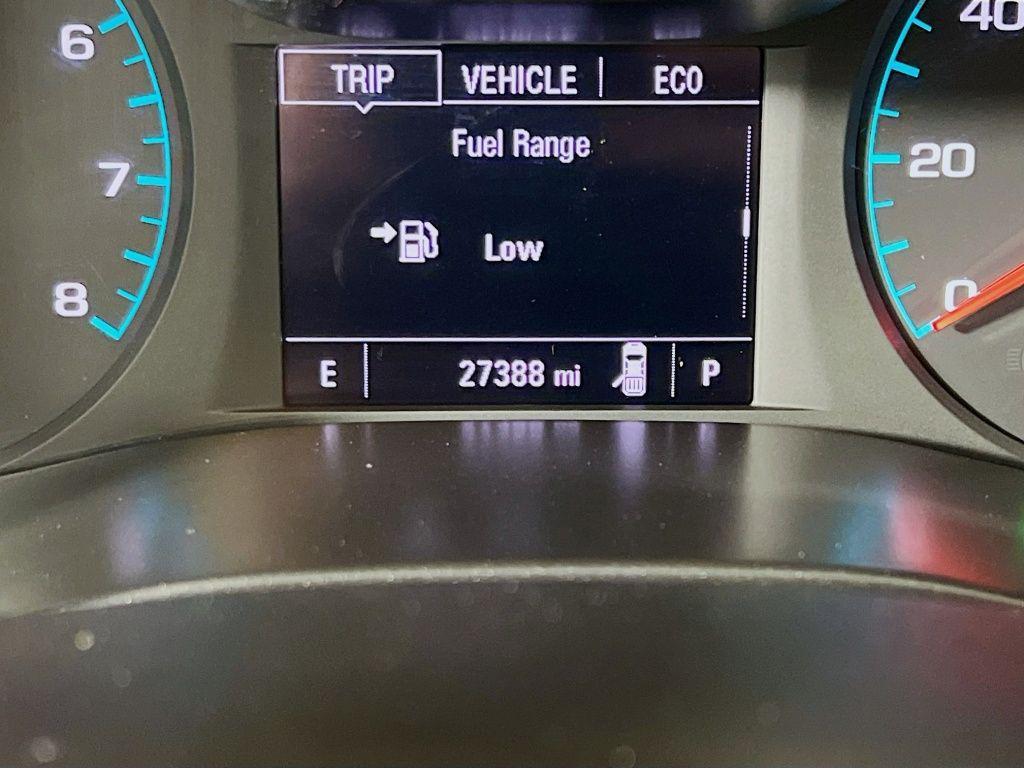 6
7
8
TRIP VEHICLE ECO
Fuel Range
Low
E 27388 mi P
40
20
0